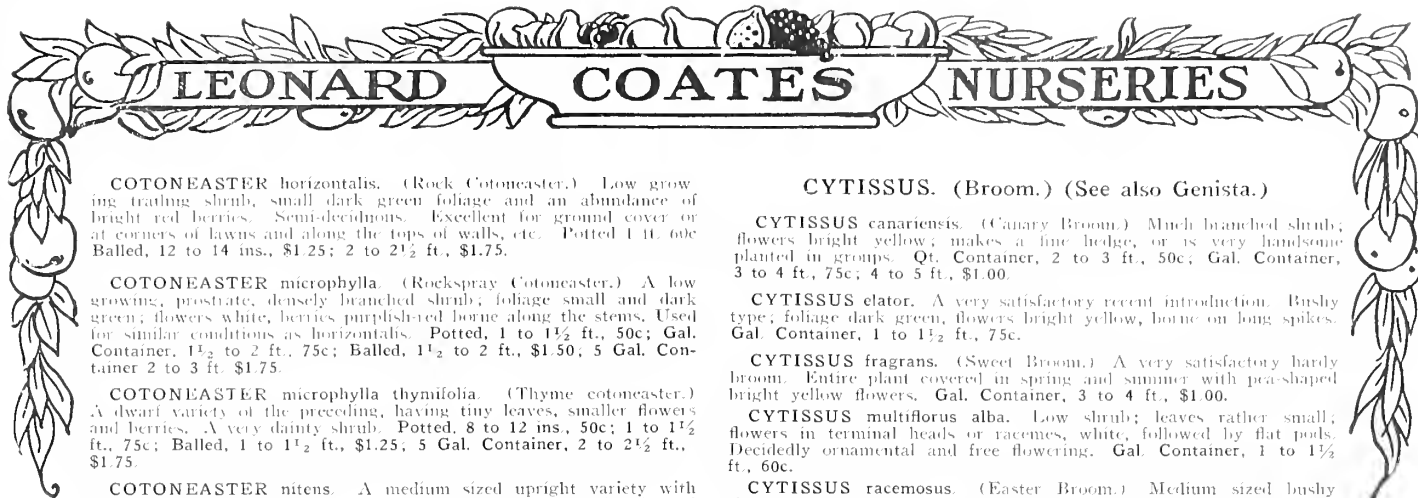 LEONARD COATES NURSERIES
COTONEASTER horizontalis. (Rock Cotoneaster.) Low grow
ing trailing shrub, small dark green foliage and an abundance of
bright red berries. Semi-deciduous. Excellent for ground cover or
at corners of lawns and along the tops of walls, etc. Potted 1 ft. 60c
Balled, 12 to 14 ins., $1.25; 2 to 2½ ft., $1.75.
COTONEASTER microphylla. (Rockspray Cotoneaster.) A low
growing, prostrate, densely branched shrub; foliage small and dark
green; flowers white, berries purplish-red borne along the stems. Used
for similar conditions as horizontalis. Potted, 1 to 1½ ft., 50c; Gal.
Container, 1½ to 2 ft., 75c; Balled, 1½ to 2 ft., $1.50; 5 Gal. Con-
tainer 2 to 3 ft. $1.75.
COTONEASTER microphylla thymifolia. (Thyme cotoneaster.)
A dwarf variety of the preceding, having tiny leaves, smaller flowers
and berries. A very dainty shrub. Potted, 8 to 12 ins., 50c; 1 to 1½
ft., 75c; Balled, 1 to 1½ ft., $1.25; 5 Gal. Container, 2 to 2½ ft.,
$1.75.
COTONEASTER nitens. A medium sized upright variety with
CYTISSUS. (Broom.) (See also Genista.)
CYTISSUS canariensis. (Canary Broom.) Much branched shrub;
flowers bright yellow; makes a fine hedge, or is very handsome
planted in groups. Qt. Container, 2 to 3 ft., 50c; Gal. Container,
3 to 4 ft., 75c; 4 to 5 ft., $1.00.
CYTISSUS elator. A very satisfactory recent introduction. Bushy
type; foliage dark green, flowers bright yellow, borne on long spikes.
Gal. Container, 1 to 1½ ft., 75c.
CYTISSUS fragrans. (Sweet Broom.) A very satisfactory hardy
broom. Entire plant covered in spring and summer with pea-shaped
bright yellow flowers. Gal. Container, 3 to 4 ft., $1.00.
CYTISSUS multiflorus alba. Low shrub; leaves rather small;
flowers in terminal heads or racemes, white, followed by flat pods.
Decidedly ornamental and free flowering. Gal. Container, 1 to 1½
ft., 60c.
CYTISSUS racemosus. (Easter Broom.) Medium sized bushy